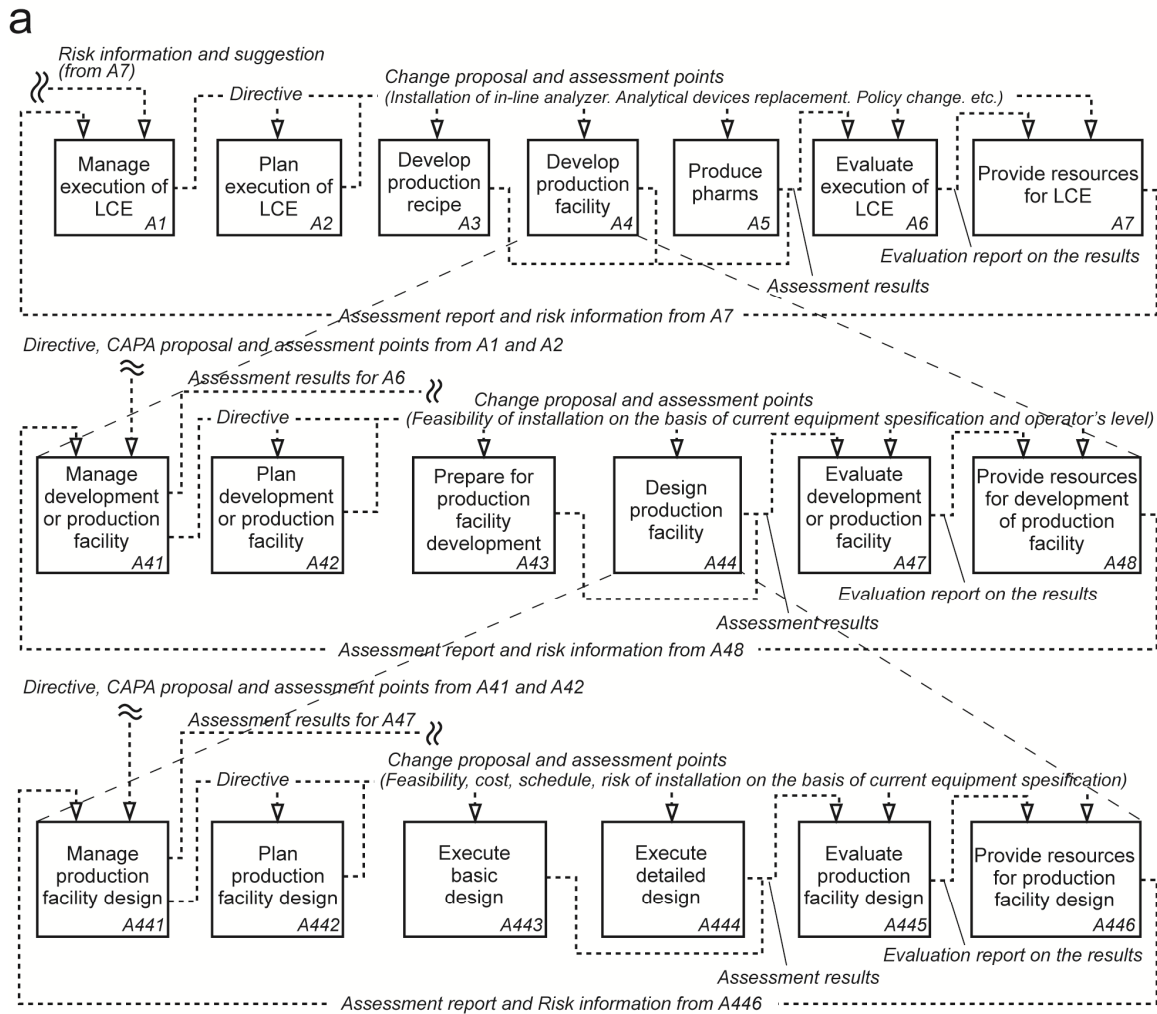 a
Risk information and suggestion
(from A7)
Directive
Change proposal and assessment points
(Installation of in-line analyzer. Analytical devices replacement. Policy change. etc.)
Manage
execution of
LCE
A1
Plan
execution of
LCE
A2
Develop
production
recipe
A3
Develop
production
facility
A4
Produce
pharms
A5
Evaluate
execution of
LCE
A6
Provide resources
for LCE
A7
Evaluation report on the results
Assessment results
Assessment report and risk information from A7
Directive, CAPA proposal and assessment points from A1 and A2
Assessment results for A6
Directive
Change proposal and assessment points
(Feasibility of installation on the basis of current equipment spesification and operator's level)
Manage
development
or production
facility
A41
Plan
development
or production
facility
A42
Prepare for
production
facility
development
A43
Design
production
facility
A44
Evaluate
development
or production
facility
A47
Provide resources
for development
of production
facility
A48
Evaluation report on the results
Assessment results
Assessment report and risk information from A48
Directive, CAPA proposal and assessment points from A41 and A42
Assessment results for A47
Directive
Change proposal and assessment points
(Feasibility, cost, schedule, risk of installation on the basis of current equipment spesification)
Manage
production
facility design
A441
Plan
production
facility design
A442
Execute
basic
design
A443
Execute
detailed
design
A444
Evaluate
production
facility design
A445
Provide resources
for production
facility design
A446
Evaluation report on the results
Assessment results
Assessment report and Risk information from A446